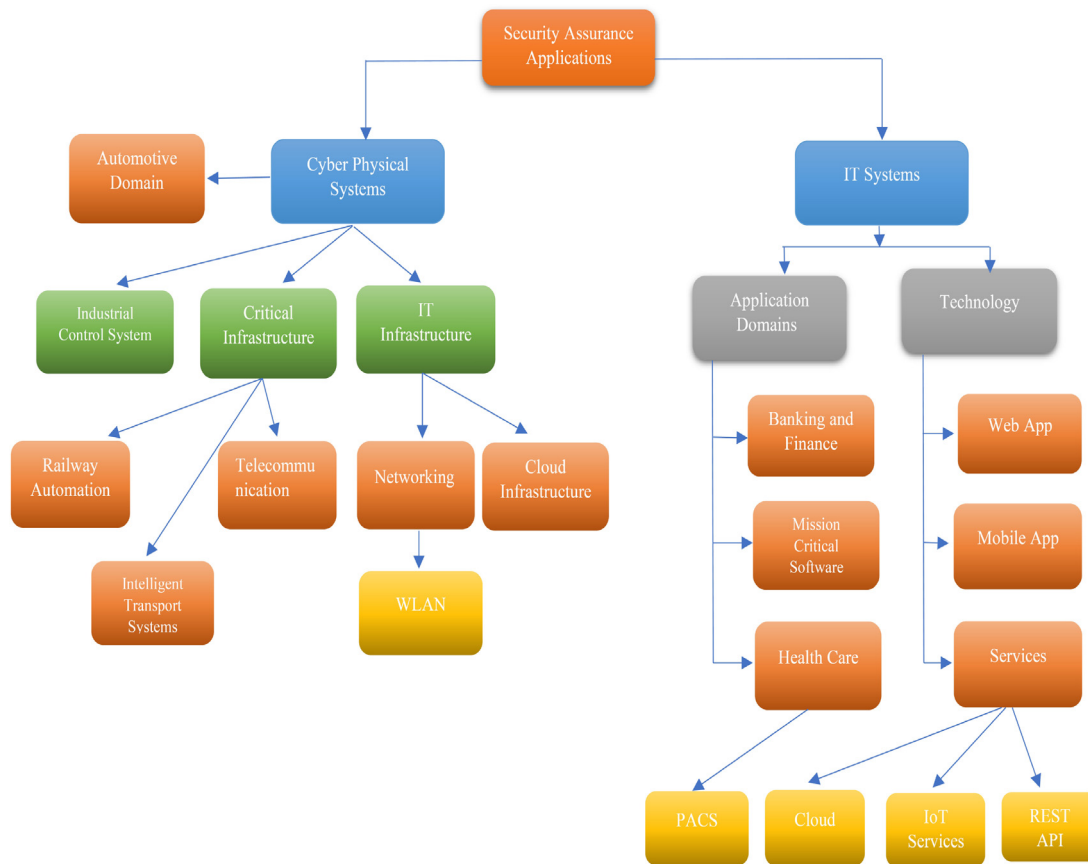 Security Assurance
Applications
Automotive
Domain
Cyber Physical
Systems
IT Systems
Industrial
Control System
Critical
Infrastructure
IT
Infrastructure
Application
Domains
Technology
Railway
Automation
Telecommu
nication
Networking
Cloud
Infrastructure
Banking and
Finance
Web App
Intelligent
Transport
Systems
WLAN
Mission
Critical
Software
Mobile App
Health Care
Services
PACS
Cloud
IoT
Services
REST
API